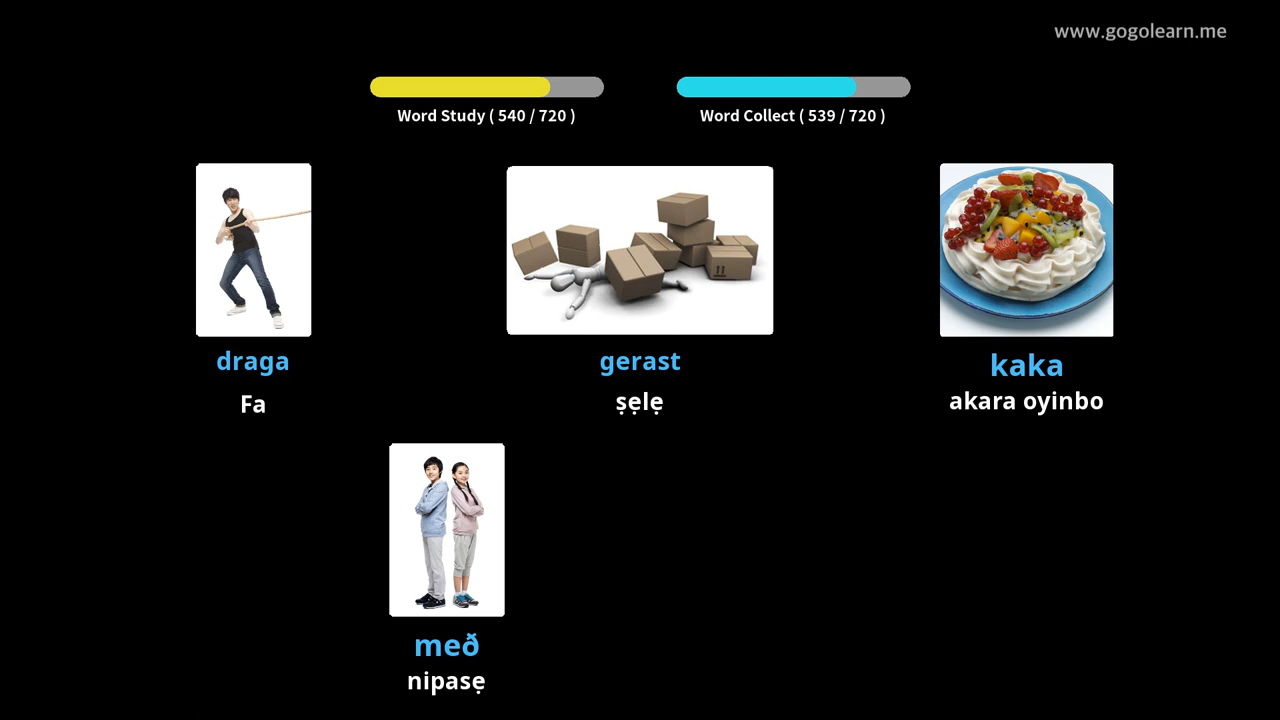 www.gogolearn.me
Word Study ( 540 / 720 )
Word Collect ( 539 / 720 )
draga
Fa
gerast
ṣẹlẹ
kaka
akara oyinbo
með
nipasẹ